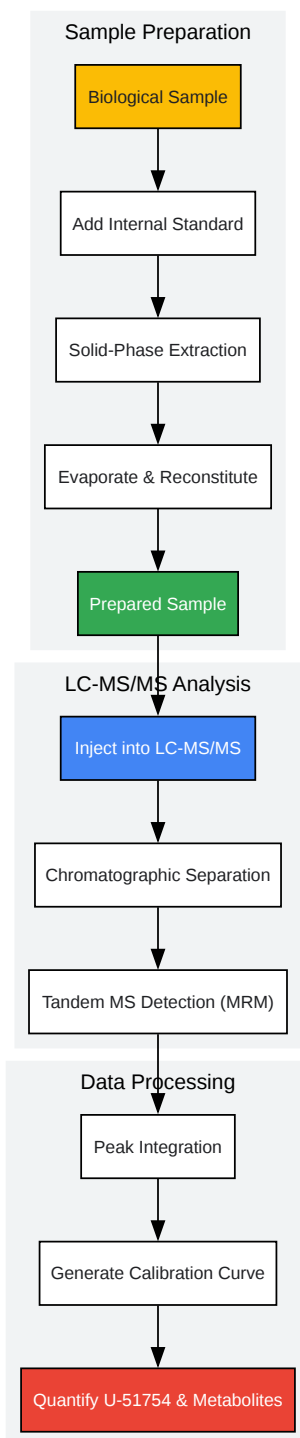 Sample Preparation
Biological Sample
Add Internal Standard
Solid-Phase Extraction
Evaporate & Reconstitute
Prepared Sample
LC-MS/MS Analysis
Inject into LC-MS/MS
Chromatographic Separation
Tandem MS Detection (MRM)
Data Processing
Peak Integration
Generate Calibration Curve
Quantify U-51754 & Metabolites